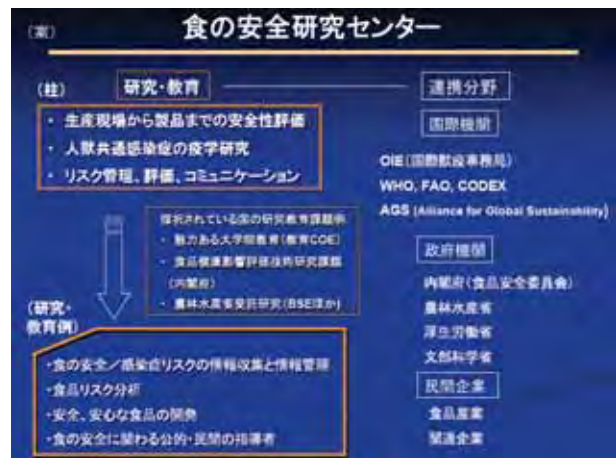 (案)
食の安全研究センター
(柱)
研究・教育
・ 生産現場から製品までの安全性評価
・ 人獣共通感染症の疫学研究
・ リスク管理、評価、コミュニケーション
採択されている国の研究教育課題例
・ 魅力ある大学院教育(教育COE)
・ 食品健康影響評価技術研究課題
(内閣府)
・ 農林水産省受託研究(BSEほか)
(研究・
教育例)
・食の安全/感染症リスクの情報収集と情報管理
・食品リスク分析
・安全、安心な食品の開発
・食の安全に関わる公的・民間の指導者
連携分野
国際機関
OIE(国際獣疫事務局)
WHO, FAO, CODEX
AGS (Alliance for Global Sustainability)
政府機関
内閣府(食品安全委員会)
農林水産省
厚生労働省
文部科学省
民間企業
食品産業
関連企業